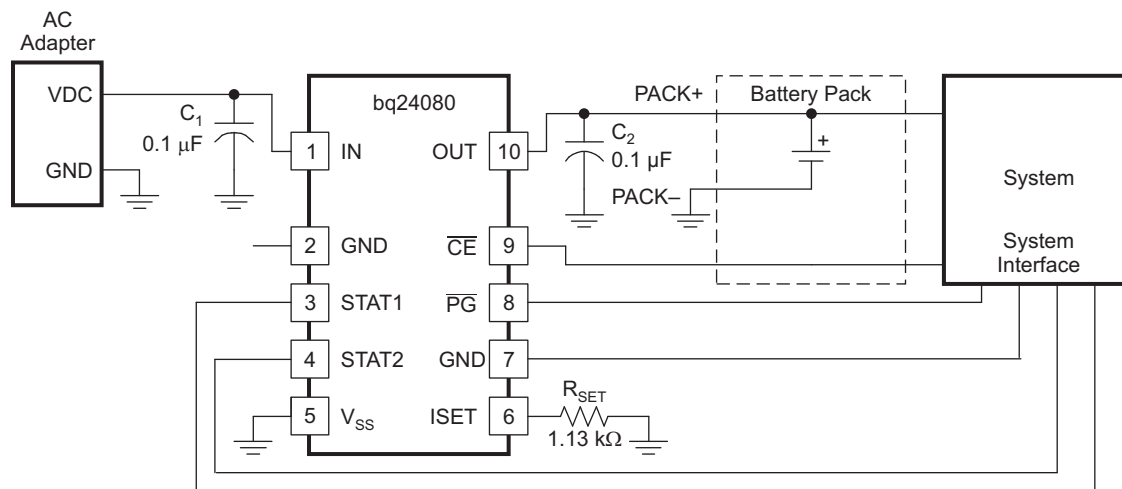 AC
Adapter
VDC
GND
C1
0.1 μF
bq24080
1 IN
2 GND
3 STAT1
4 STAT2
5 VSS
OUT 10
CE 9
PG 8
GND 7
ISET 6
C2
0.1 μF
RSET
1.13 kΩ
PACK+
PACK–
Battery Pack
+
System
System
Interface